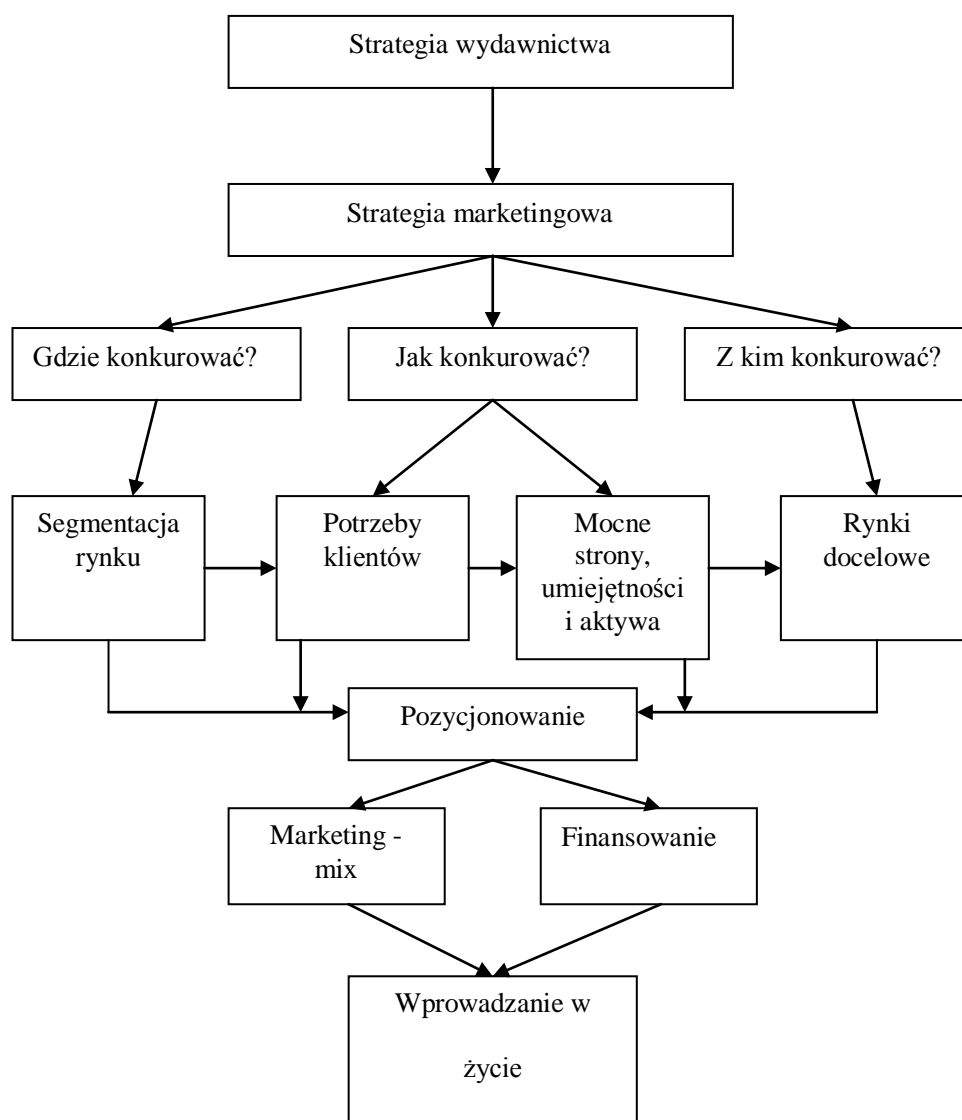 Strategia wydawnictwa
Strategia marketingowa
Gdzie konkurować?
Jak konkurować?
Z kim konkurować?
Segmentacja
rynku
Potrzeby
klientów
Mocne
strony,
umiejętności
i aktywa
Rynki
docelowe
Pozycjonowanie
Marketing -
mix
Finansowanie
Wprowadzanie w
życie